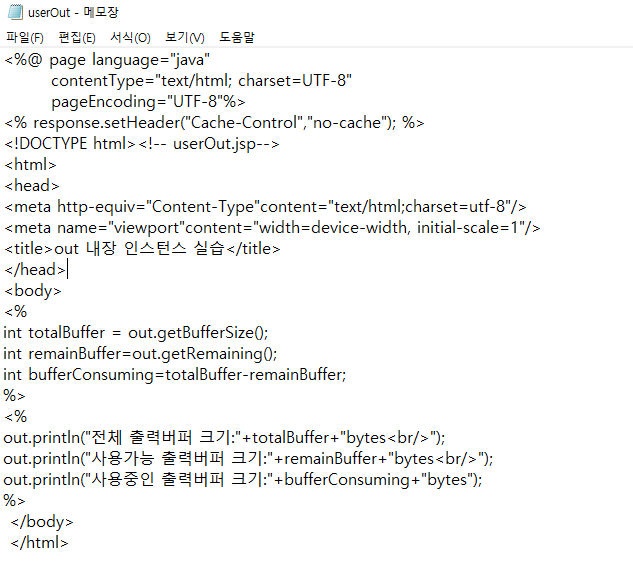 userOut - 메모장
파일(F) 편집(E) 서식(O) 보기(V) 도움말
<%@ page language="java"
contentType="text/html; charset=UTF-8"
pageEncoding="UTF-8"%>
<% response.setHeader("Cache-Control","no-cache"); %>
<!DOCTYPE html><!-- userOut.jsp-->
<html>
<head>
<meta http-equiv="Content-Type"content="text/html;charset=utf-8"/>
<meta name="viewport"content="width=device-width, initial-scale=1"/>
<title>out 내장 인스턴스 실습</title>
</head>
<body>
<%
int totalBuffer = out.getBufferSize();
int remainBuffer=out.getRemaining();
int bufferConsuming=totalBuffer-remainBuffer;
%>
<%
out.println("전체 출력버퍼 크기:"+totalBuffer+"bytes<br/>");
out.println("사용가능 출력버퍼 크기:"+remainBuffer+"bytes<br/>");
out.println("사용중인 출력버퍼 크기:"+bufferConsuming+"bytes");
%>
</body>
</html>